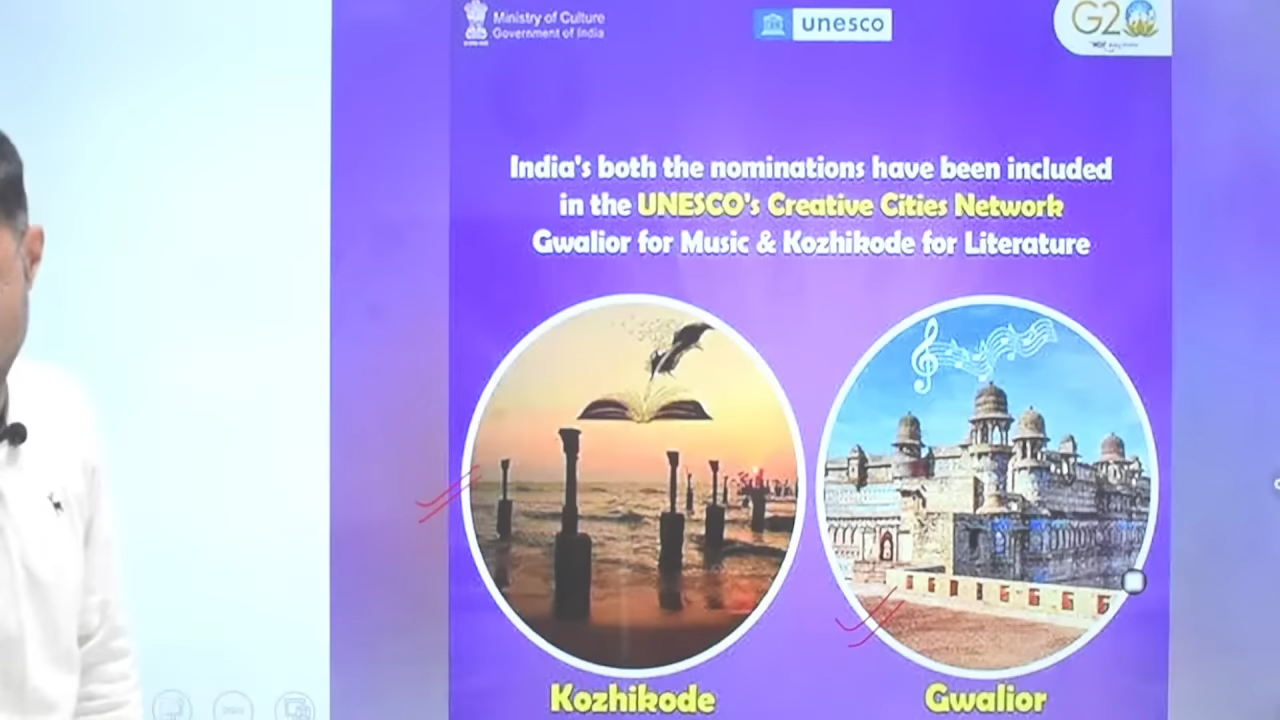 Ministry of Culture
Government of India
unesco
G20
India's both the nominations have been included
in the UNESCO's Creative Cities Network
Gwalior for Music & Kozhikode for Literature
Kozhikode
Gwalior